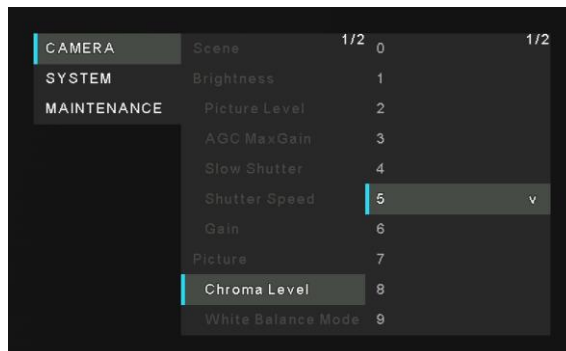 CAMERA
SYSTEM
MAINTENANCE
1/2
Scene
Brightness
Picture Level
AGC MaxGain
Slow Shutter
Shutter Speed
Gain
Picture
Chroma Level
White Balance Mode
1/2
0
1
2
3
4
5 v
6
7
8
9